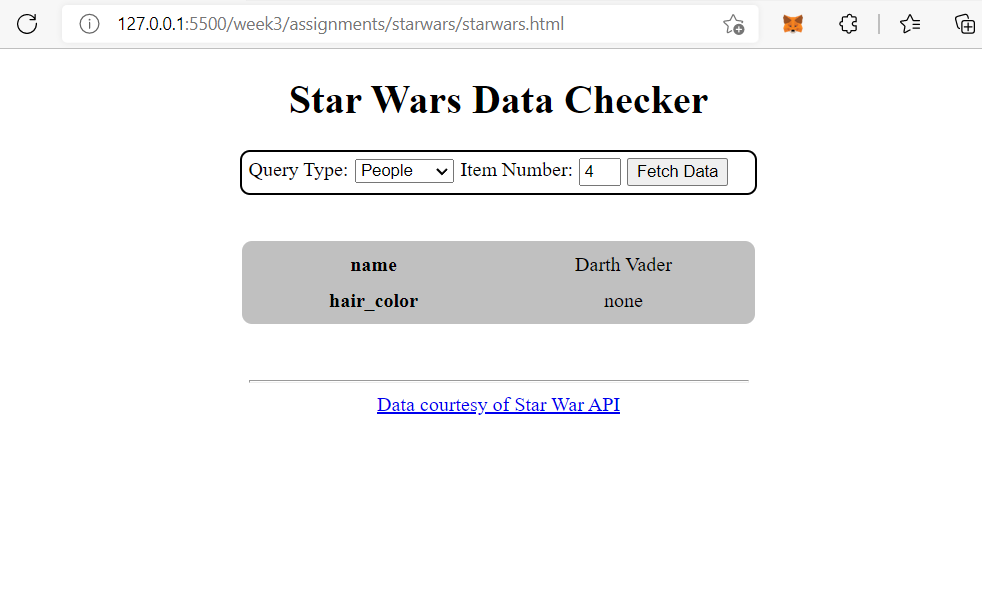 127.0.0.1:5500/week3/assignments/starwars/starwars.html
Star Wars Data Checker
Query Type: People Item Number: 4 Fetch Data
name Darth Vader
hair_color none
Data courtesy of Star War API